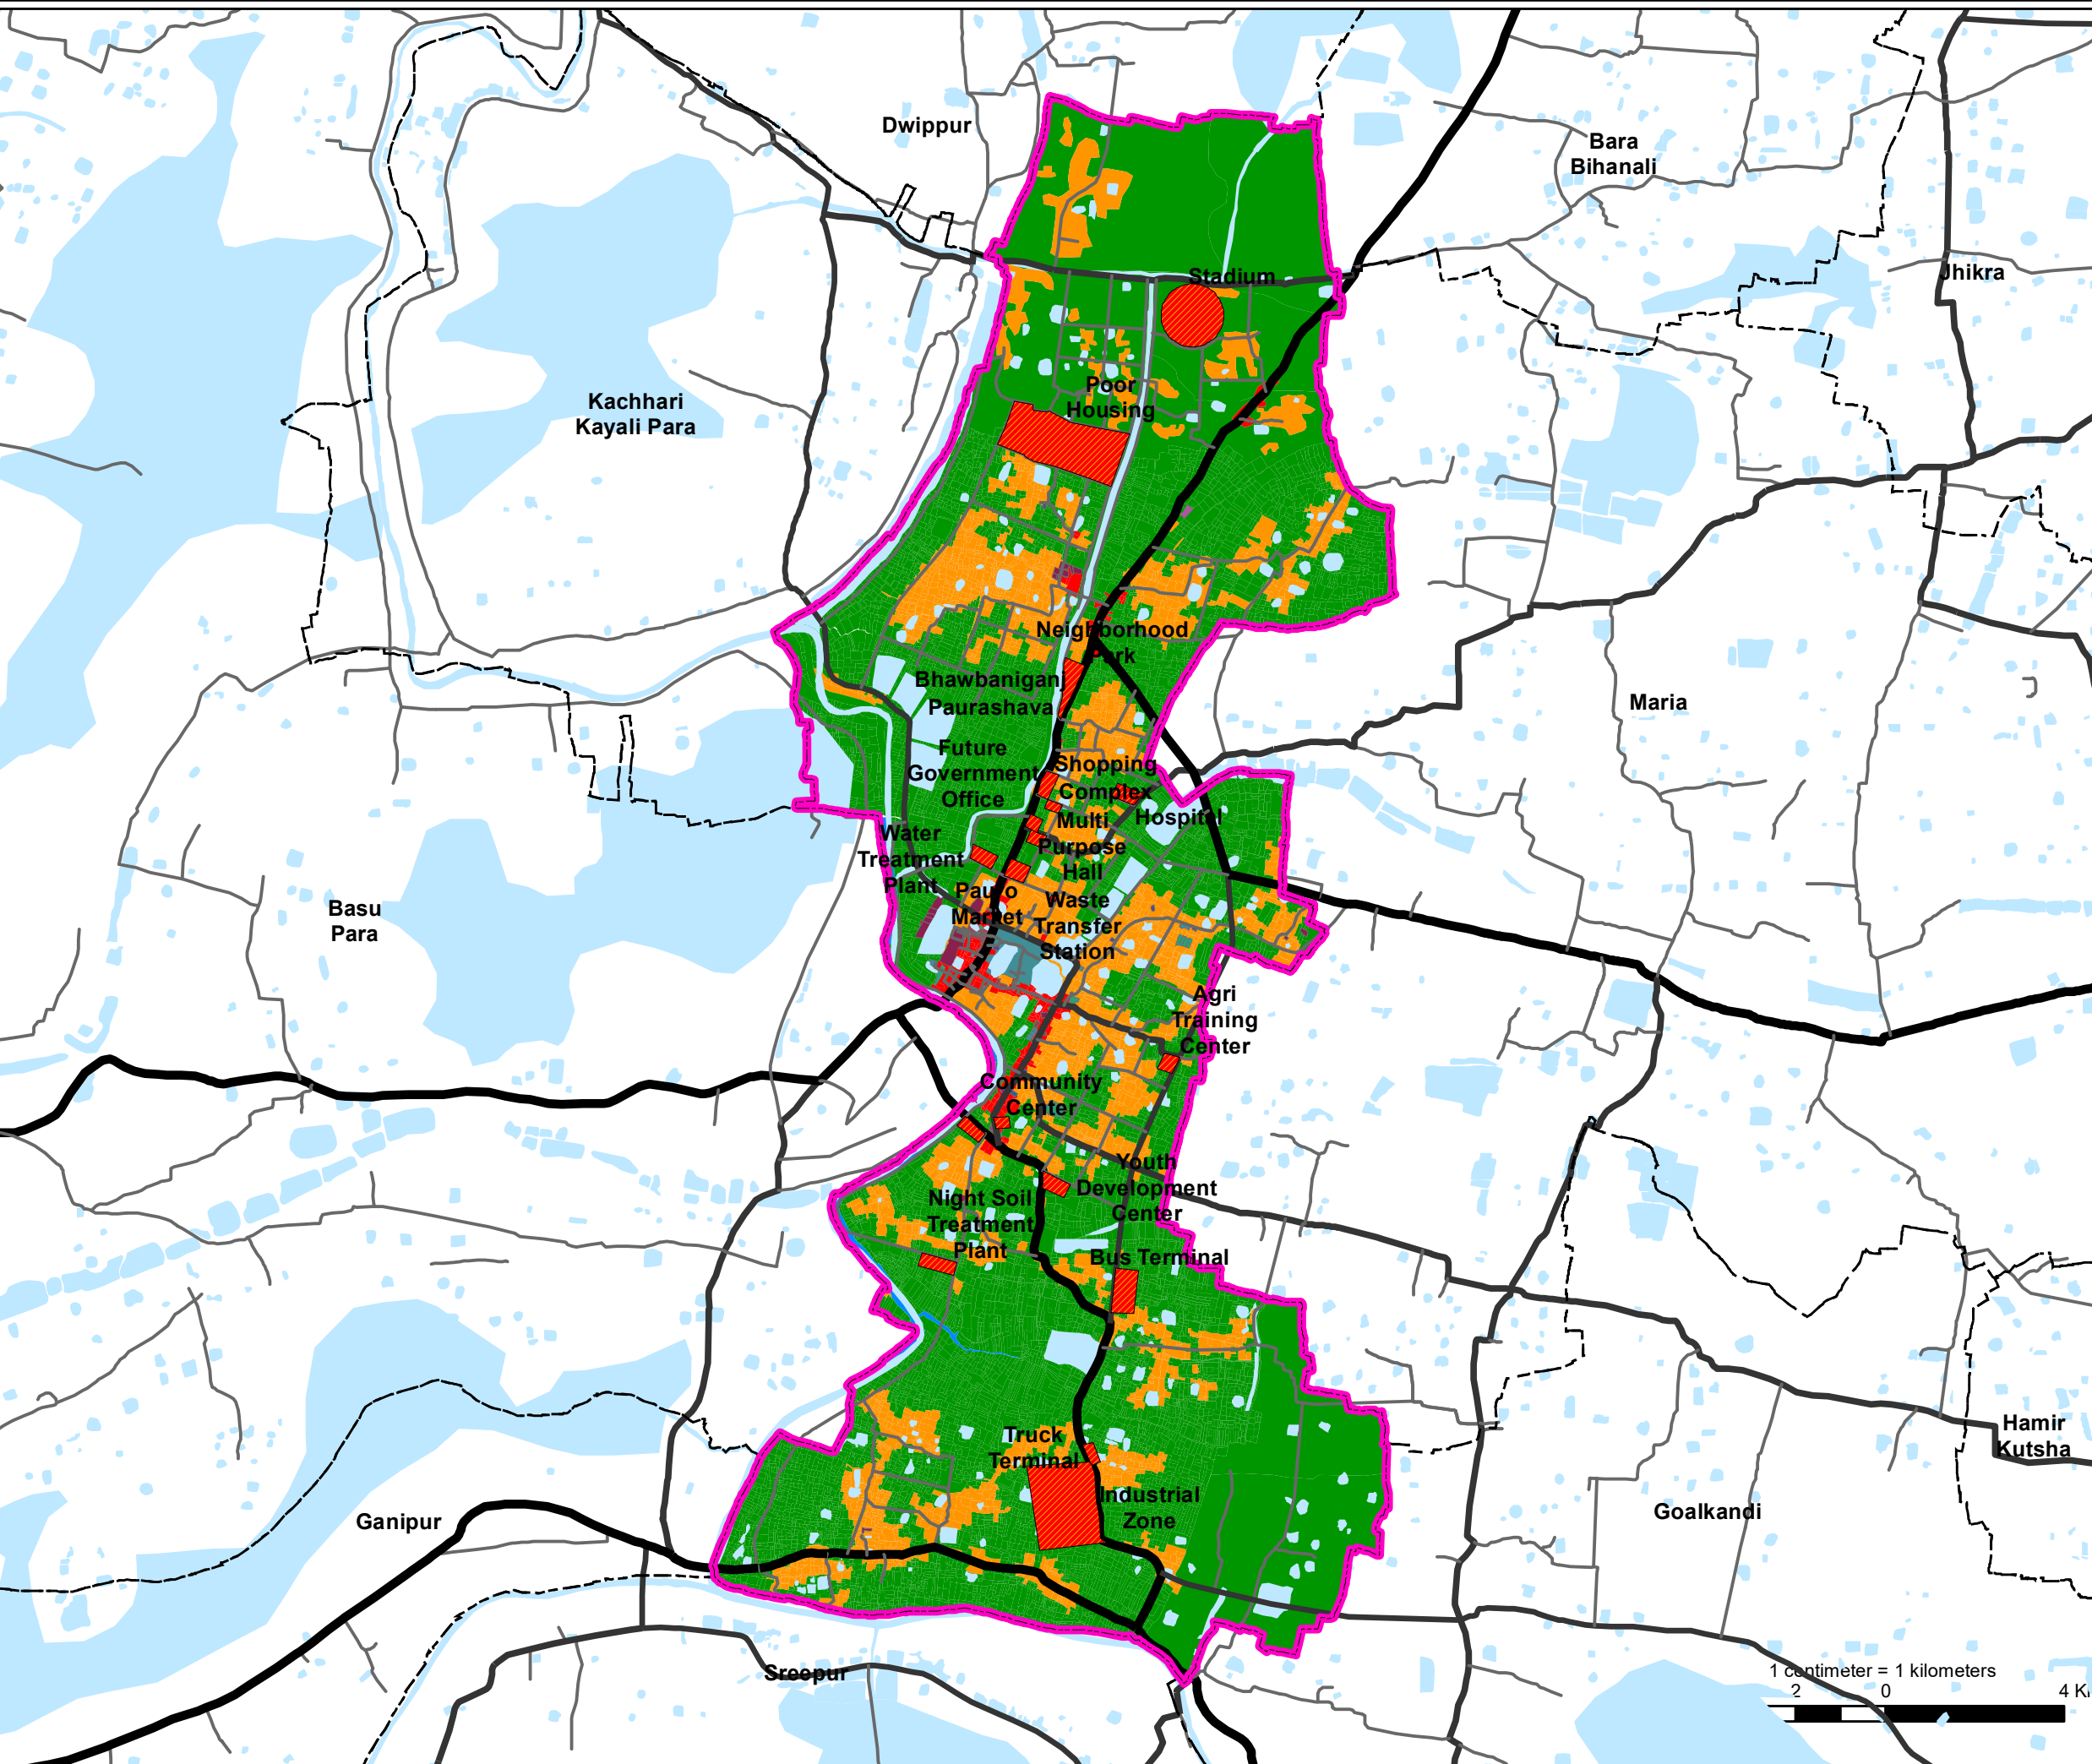 Dwippur
Bara
Bihanali
Stadium
Jhikra
Poor
Housing
Kachhari
Kayali Para
Neighborhood
Park
Bhawbaniganj
Paurashava
Maria
Future
Government
Office
Shopping
Complex
Hospital
Multi
Purpose
Hall
Water
Treatment
Plant
Pauro
Market
Waste
Transfer
Station
Basu
Para
Agri
Training
Center
Community
Center
Youth
Development
Center
Night Soil
Treatment
Plant
Bus Terminal
Truck
Terminal
Industrial
Zone
Hamir
Kutsha
Goalkandi
Ganipur
Sreepur
1 centimeter = 1 kilometers
2 0 4